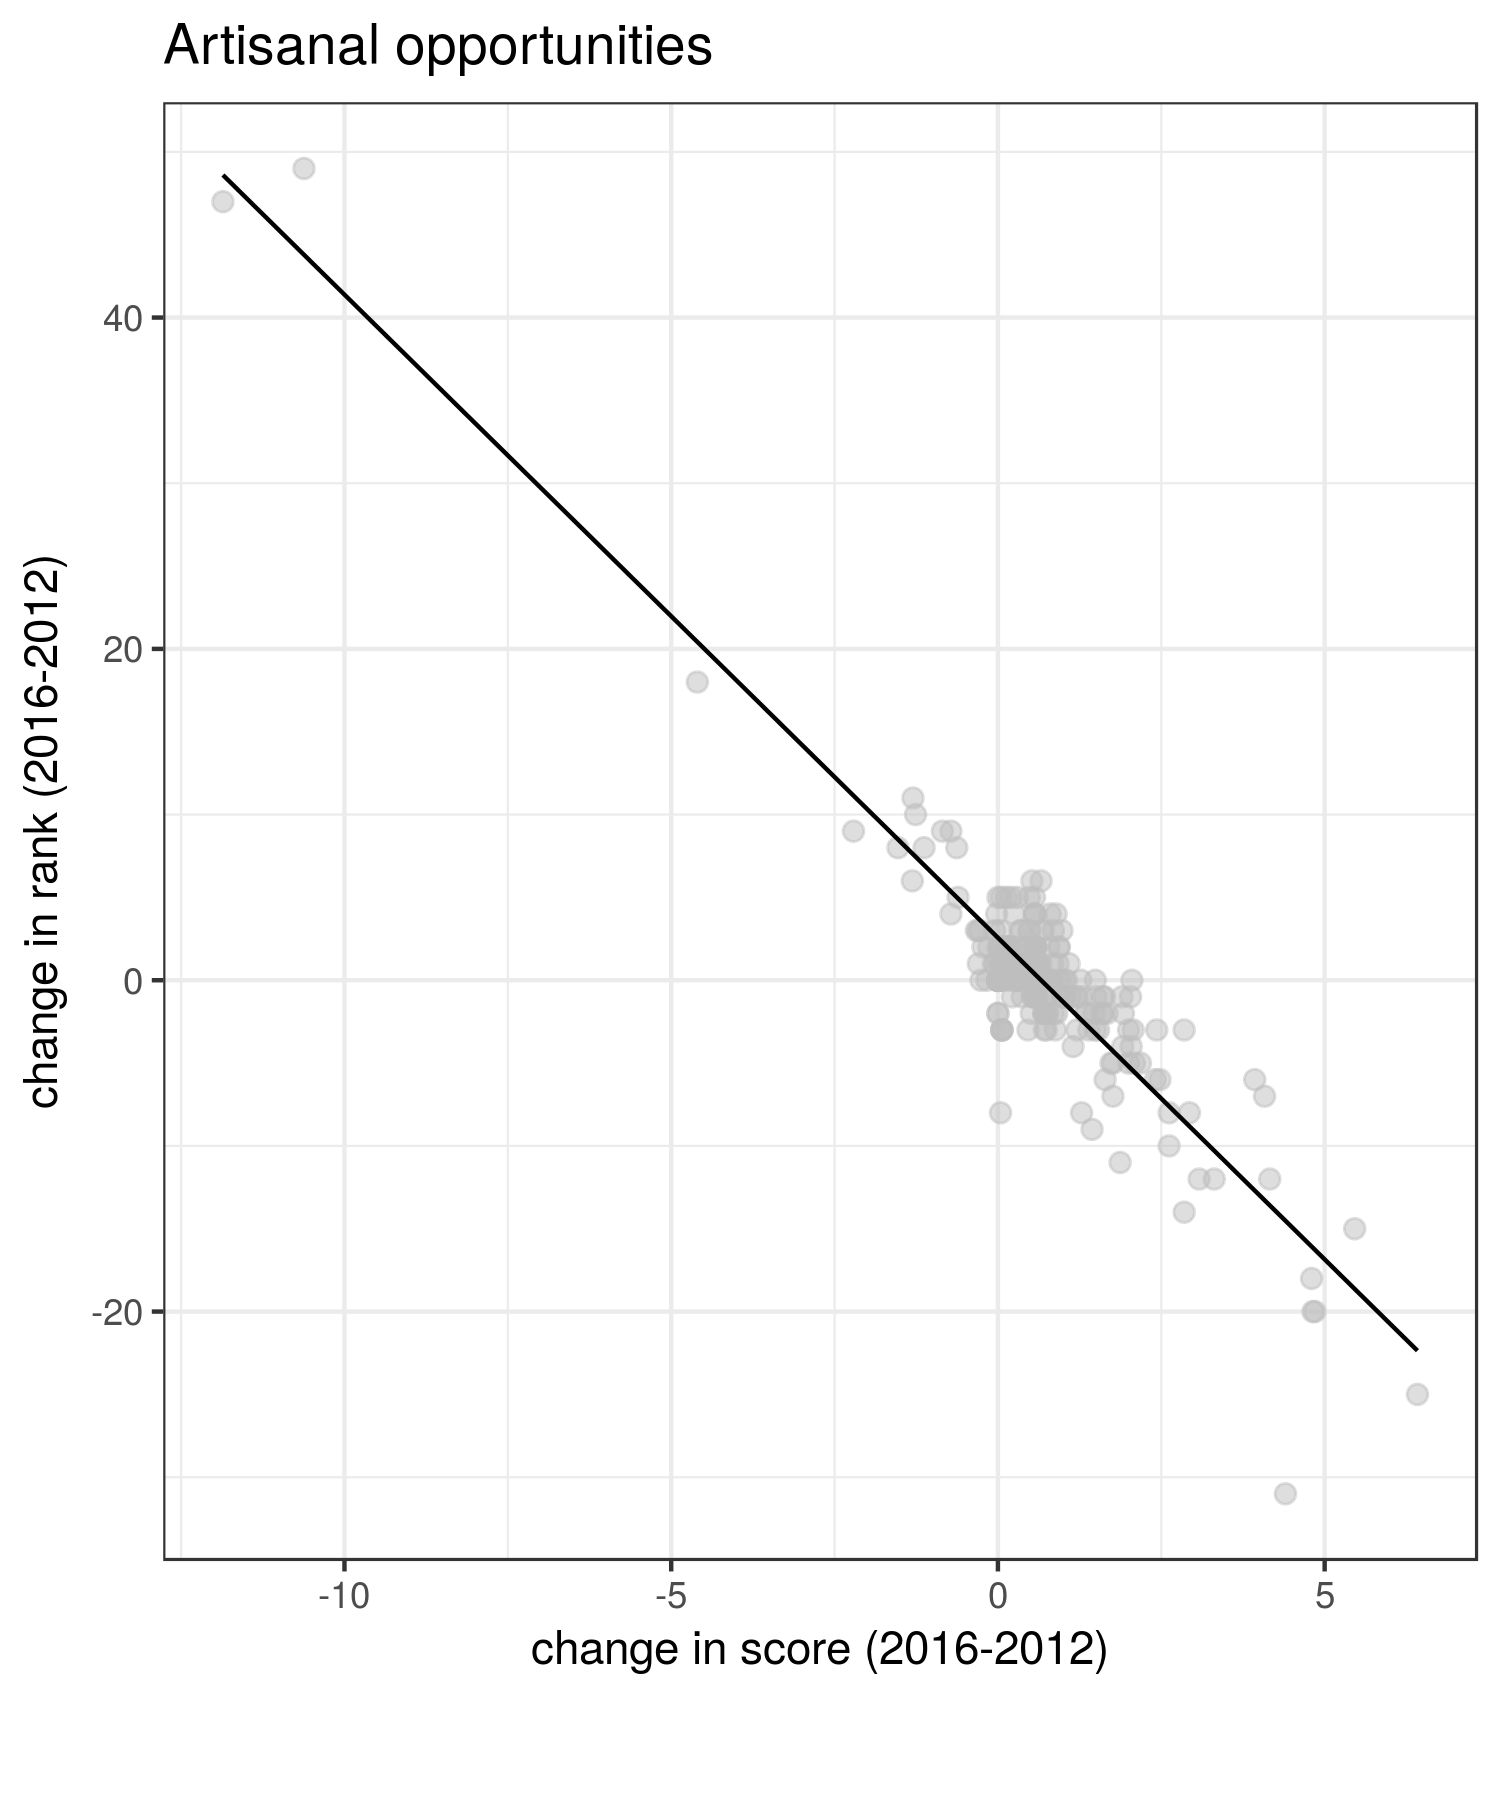 Artisanal opportunities
change in rank (2016-2012)
40
20
0
-20
-10
-5
0
5
change in score (2016-2012)